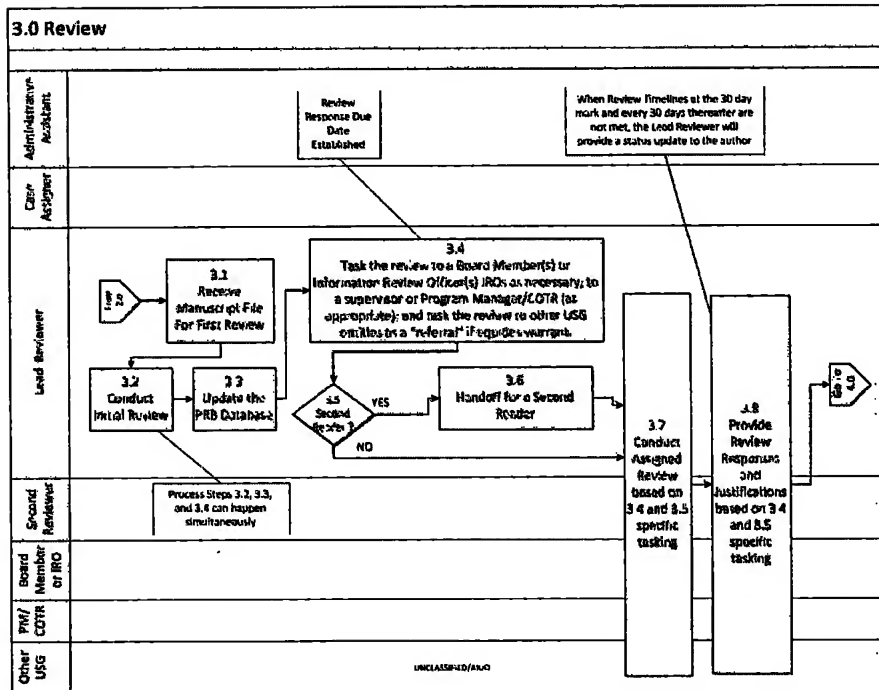 3.0 Review
Administrative
Assistant
Case
Assigner
Lead Reviewer
Second
Reviewer
Board
Member
or IRO
PM/
COTR
Other
USG
Review
Response Due
Date
Established
When Review Timelines at the 30 day
mark and every 30 days thereafter are
not met, the Lead Reviewer will
provide a status update to the author
From
2.0
3.1
Receive
Manuscript File
For First Review
3.2
Conduct
Initial Review
3.3
Update the
PRB Database
3.4
Task the review to a Board Member(s) or
Information Review Officer(s) IROs as necessary; to
a supervisor or Program Manager/COTR (as
appropriate); and task the review to other USG
entities as a "referral" if equities warrant.
3.5
Second
Reader ?
YES
NO
3.6
Handoff for a Second
Reader
Process Steps 3.2, 3.3,
and 3.4 can happen
simultaneously
3.7
Conduct
Assigned
Review
based on
3.4 and 3.5
specific
tasking
3.8
Provide
Review
Responses
and
Justifications
based on 3.4
and 3.5
specific
tasking
Go To
4.0
UNCLASSIFIED//AIUO